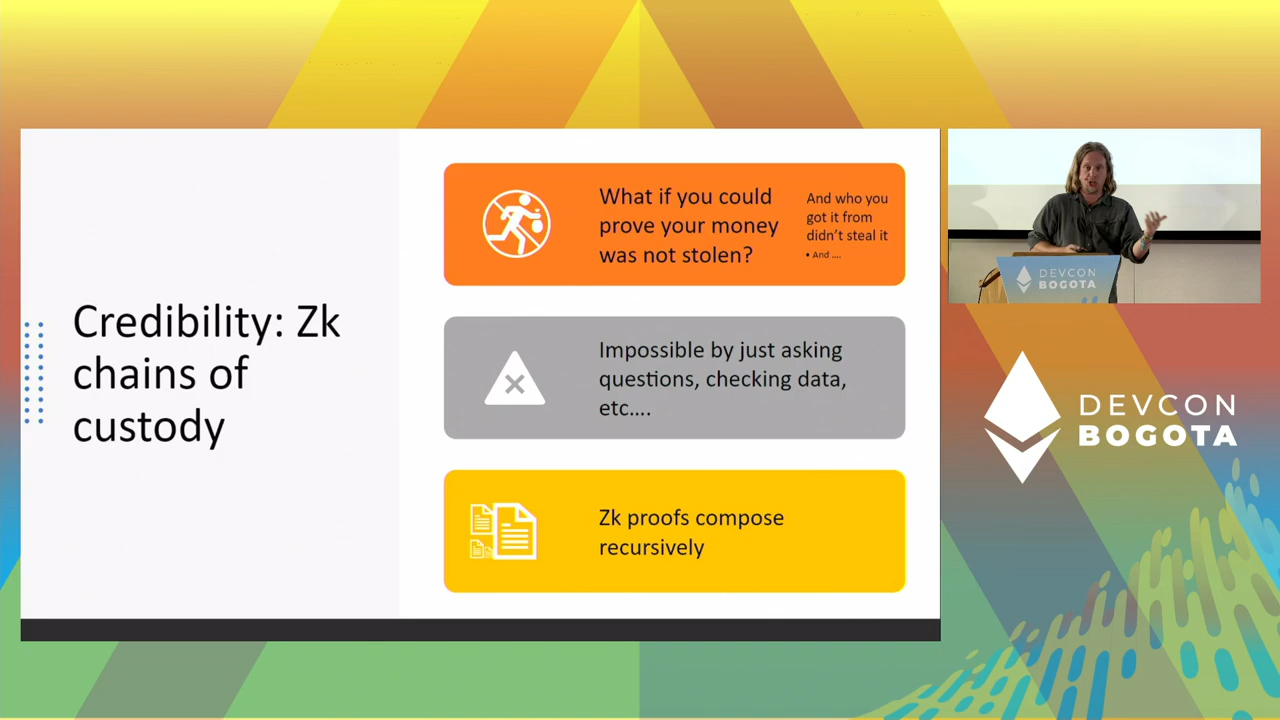 Credibility: Zk
chains of
custody
What if you could
prove your money
was not stolen?
And who you
got it from
didn’t steal it
• And ....
Impossible by just asking
questions, checking data,
etc....
Zk proofs compose
recursively
DEVCON
BOGOTA
DEVCON
BOGOTA